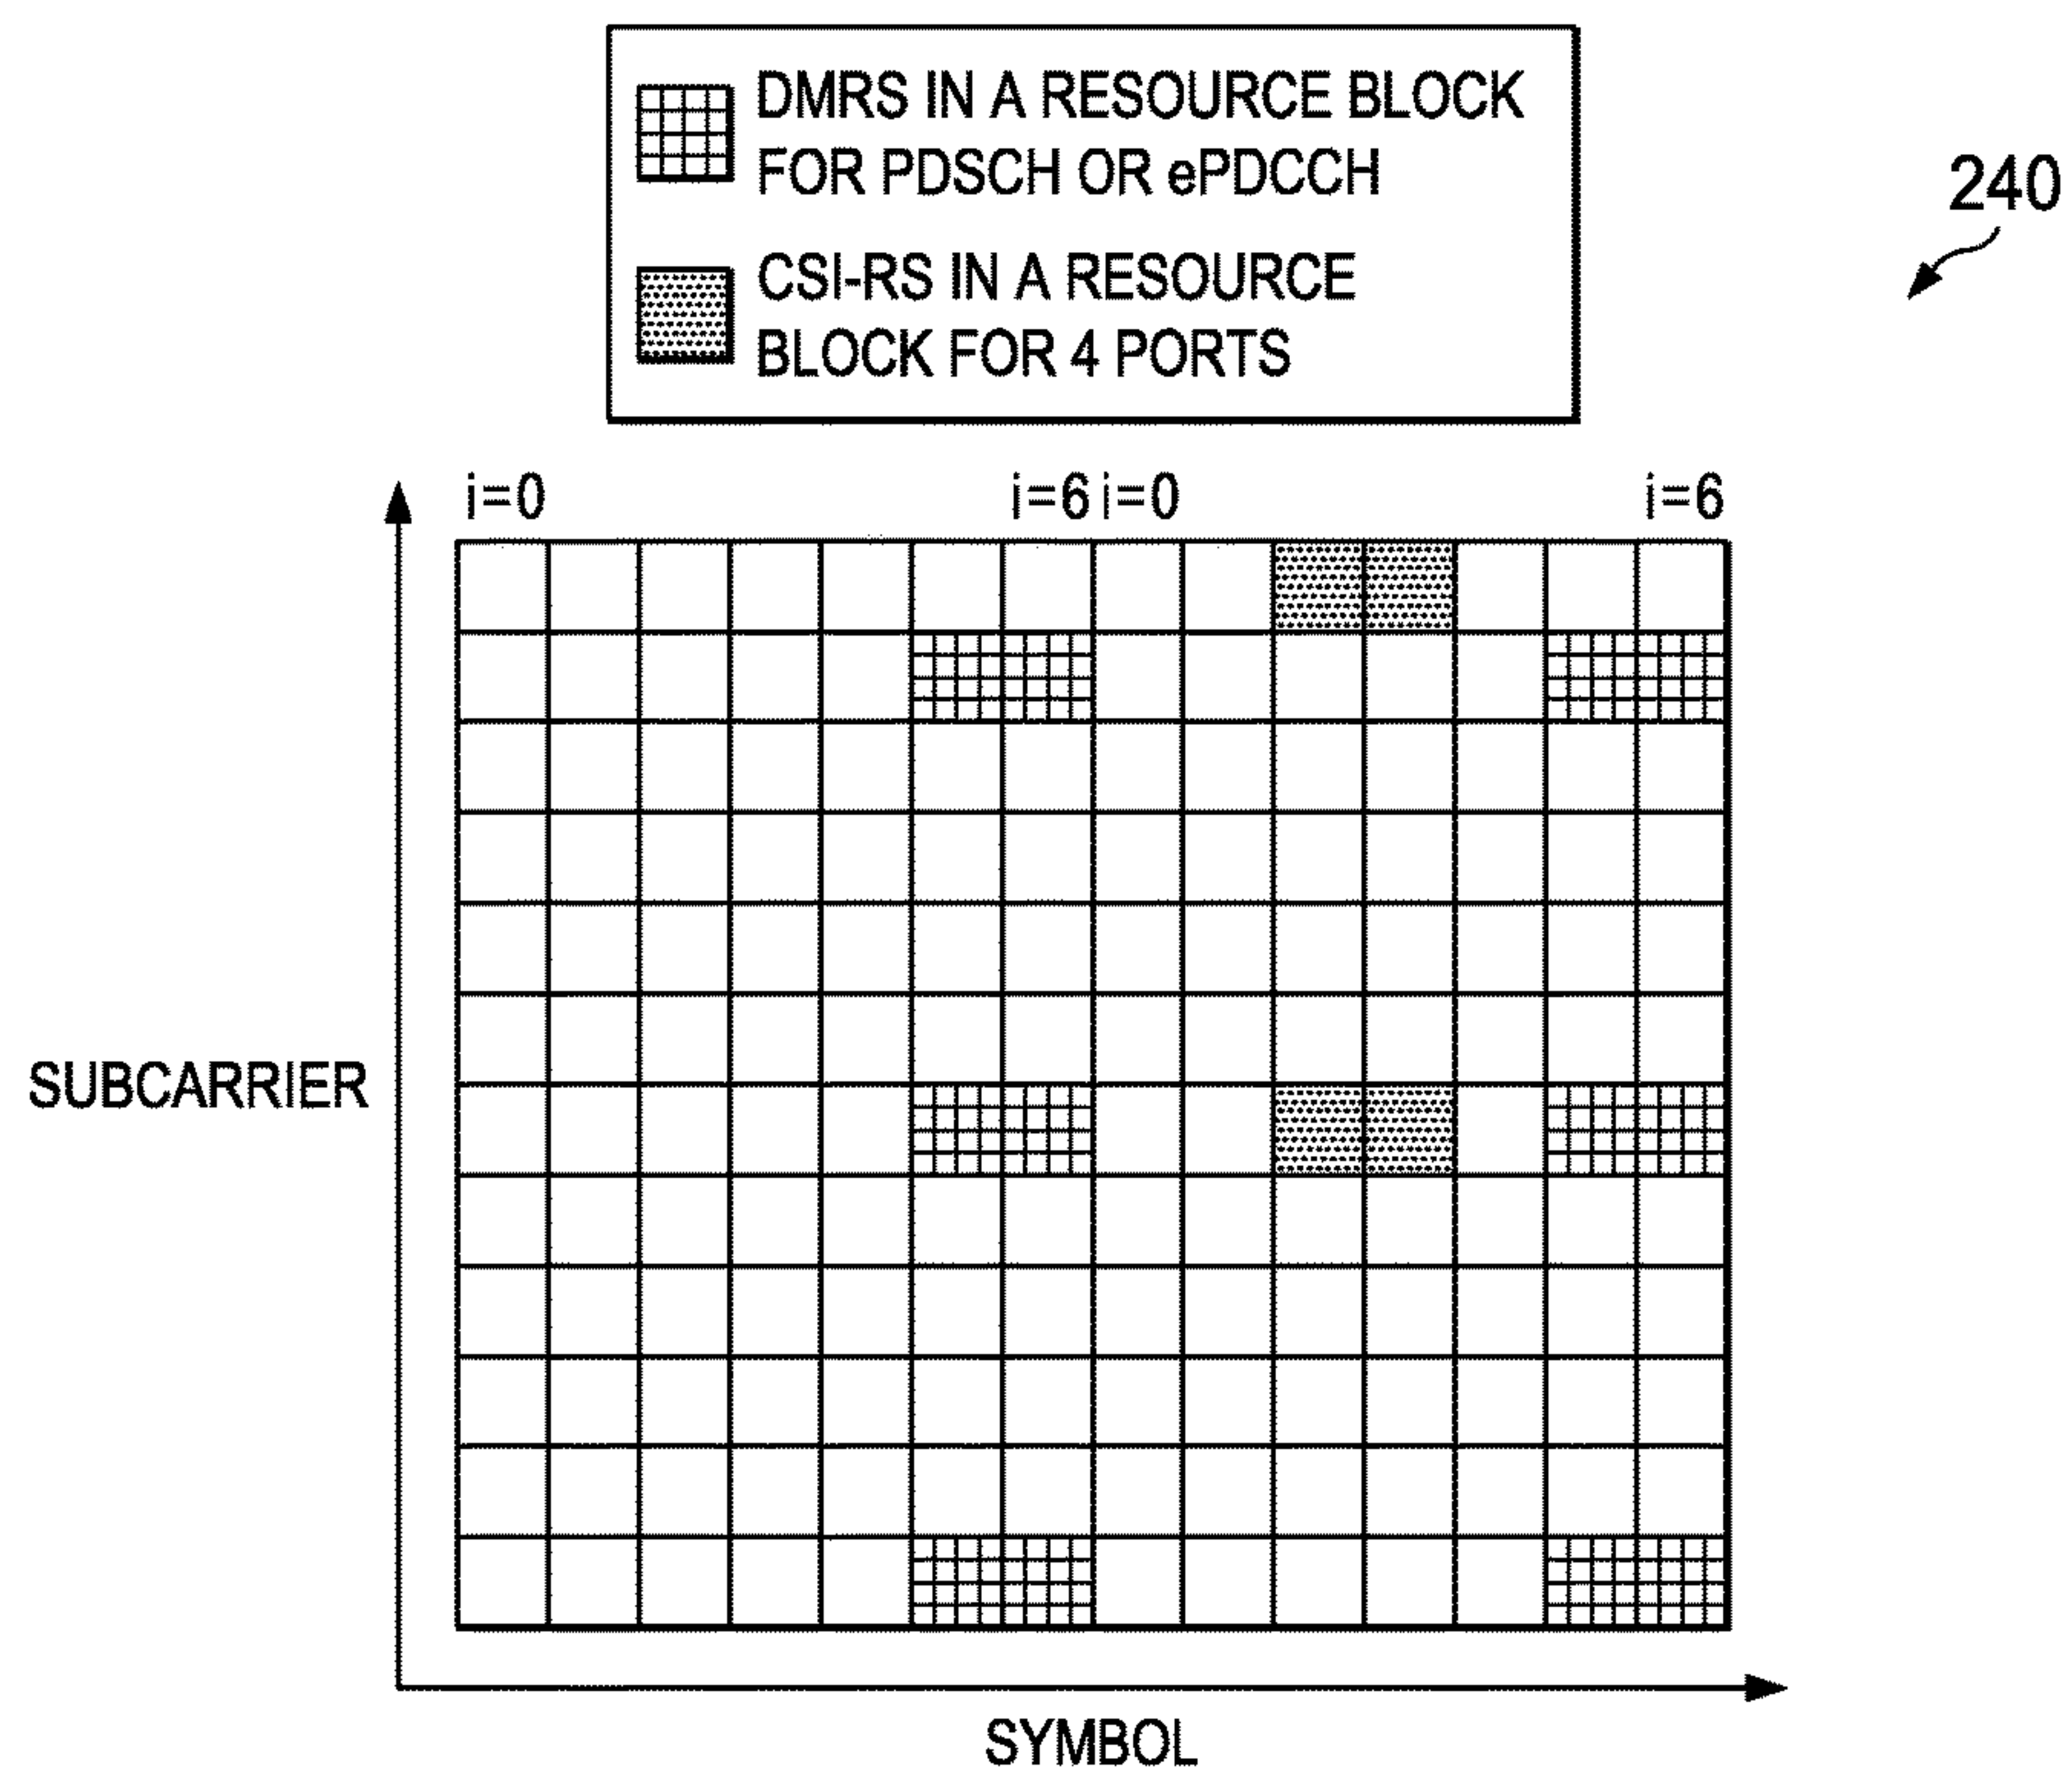 DMRS IN A RESOURCE BLOCK
FOR PDSCH OR ePDCCH
CSI-RS IN A RESOURCE
BLOCK FOR 4 PORTS
240
i=0 i=6 i=0 i=6
SUBCARRIER
SYMBOL